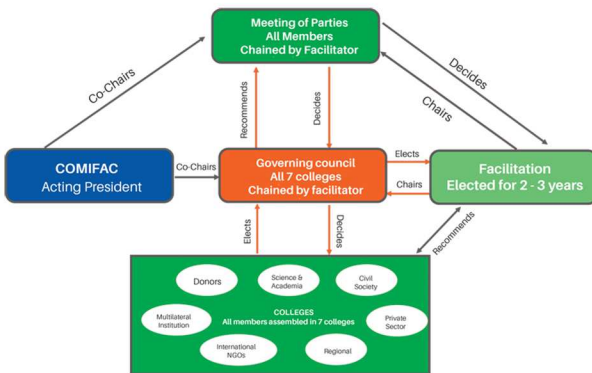 Meeting of Parties
All Members
Chained by Facilitator
Co-Chairs
Recommends
Decides
Chairs
Decides
COMIFAC
Acting President
Co-Chairs
Governing council
All 7 colleges
Chained by facilitator
Elects
Chairs
Facilitation
Elected for 2 - 3 years
Elects
Decides
Recommends
Donors
Science &
Academia
Civil
Society
Multilateral
Institution
COLLEGES
All members assembled in 7 colleges
Private
Sector
International
NGOs
Regional